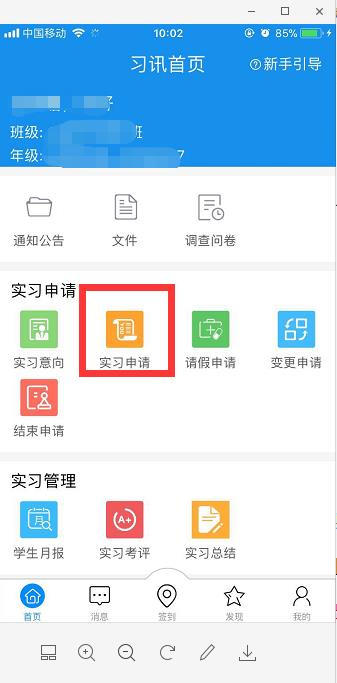 中国移动 10:02 85%
习讯首页 新手引导
班级: 班
年级: 7
通知公告 文件 调查问卷
实习申请
实习意向 实习申请 请假申请 变更申请
结束申请
实习管理
月
A+
学生月报 实习考评 实习总结
首页 消息 签到 发现 我的